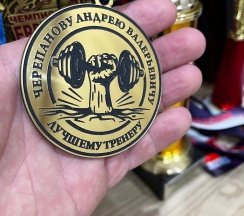 ЧЕРЕПАНОВУ АНДРЕЮ ВАЛЕРЬЕВИЧУ
ЛУЧШЕМУ ТРЕНЕРУ